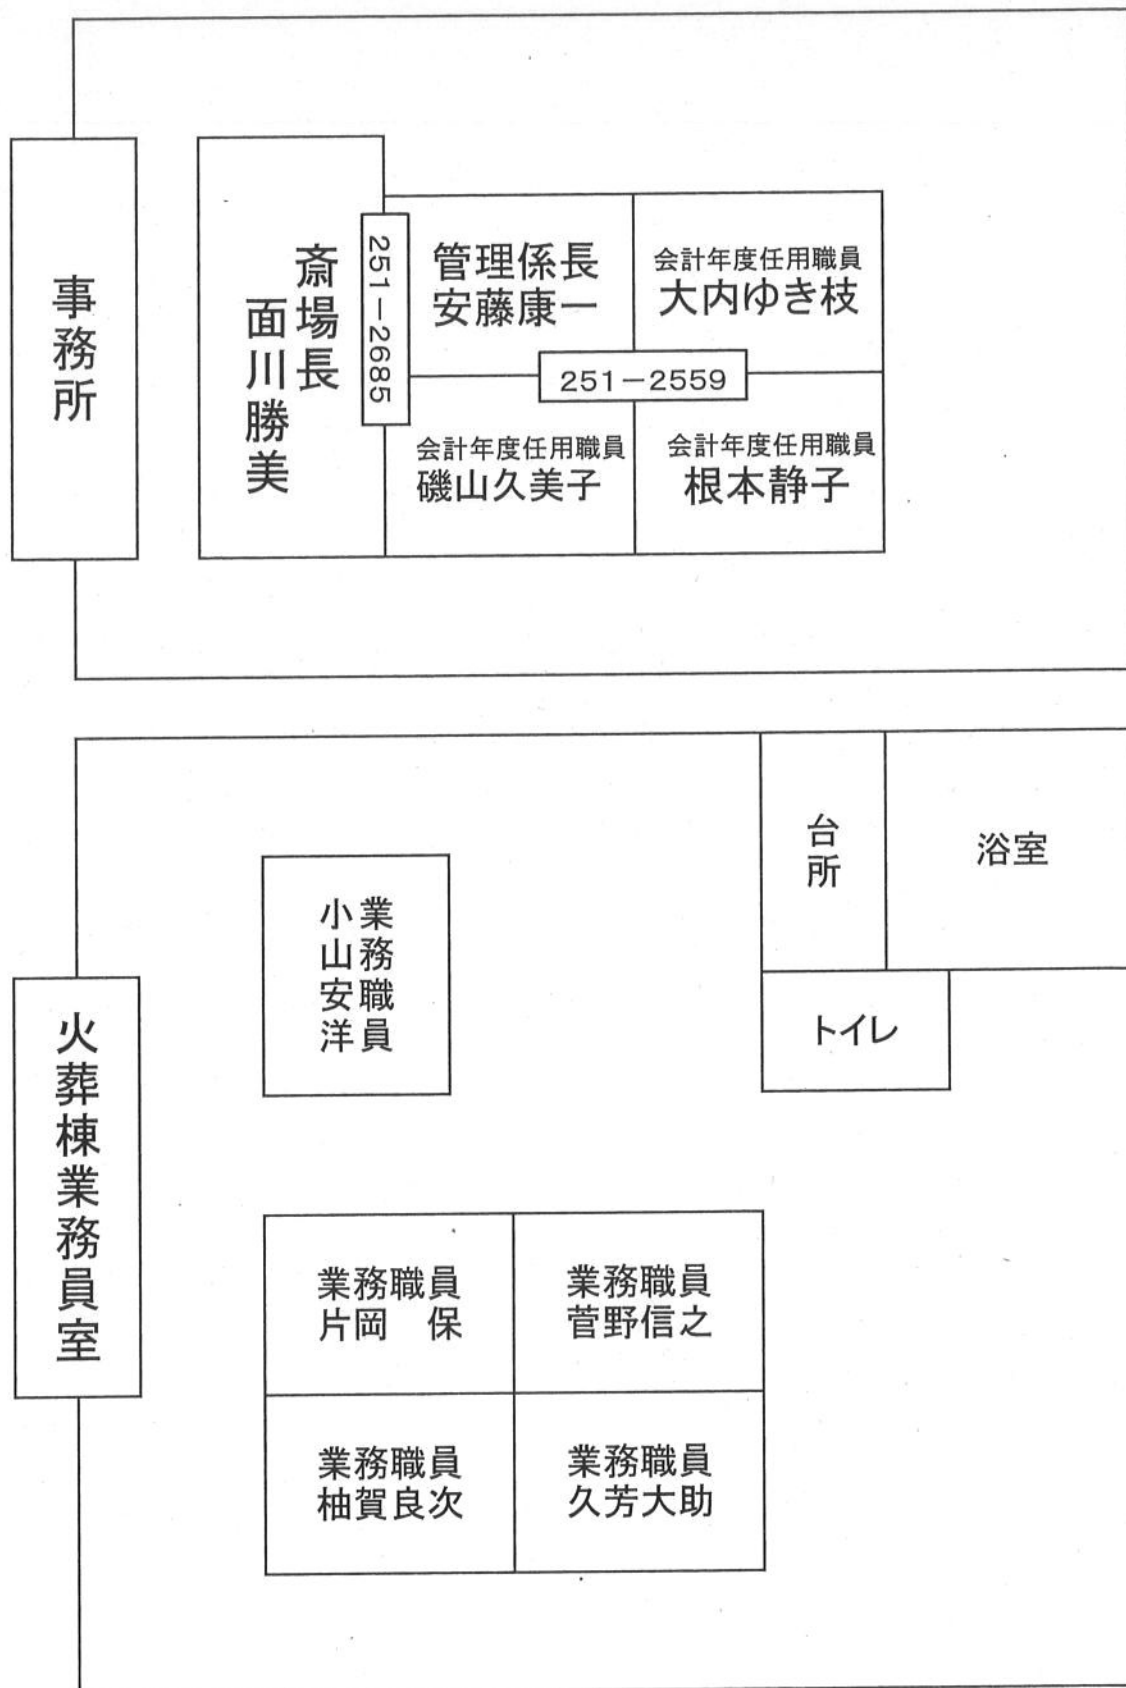 事務所
斎場長
面川勝美
251－2685
管理係長
安藤康一
会計年度任用職員
大内ゆき枝
251－2559
会計年度任用職員
磯山久美子
会計年度任用職員
根本静子
火葬棟業務員室
業務職員
小山安洋
台所
浴室
トイレ
業務職員
片岡　保
業務職員
菅野信之
業務職員
柚賀良次
業務職員
久芳大助